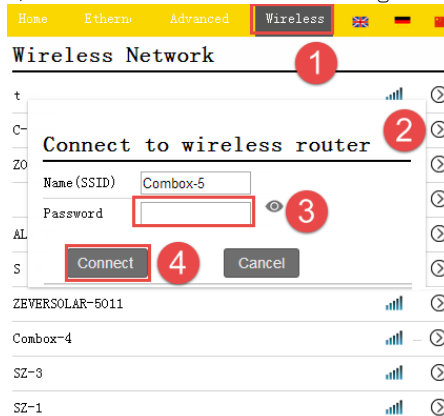 Home Ethern Advanced Wireless
Wireless Network
1
t
2
C-
Connect to wireless router
ZO
Name(SSID) Combox-5
Password
3
AL
S
Connect 4 Cancel
ZEVERSOLAR-5011
Combox-4
SZ-3
SZ-1